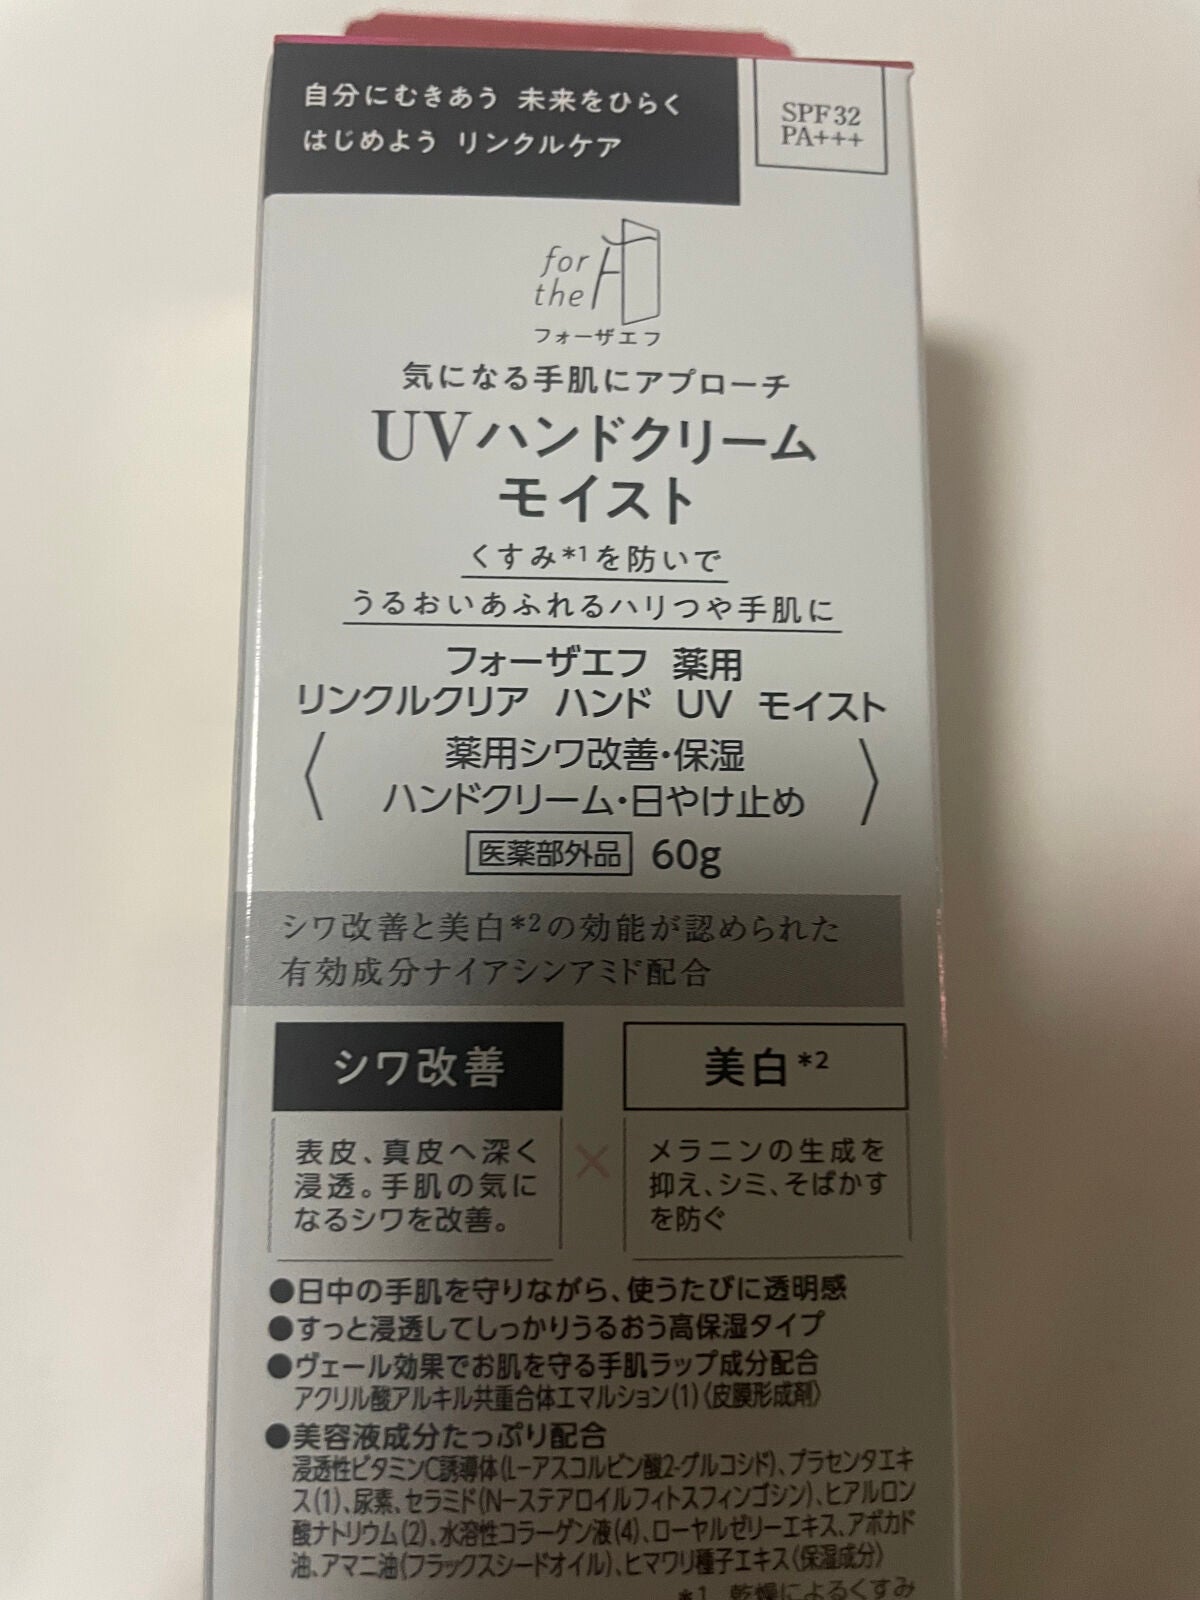 自分にむきあう 未来をひらく
はじめよう リンクルケア
SPF32
PA+++
for
the F
フォーザエフ
気になる手肌にアプローチ
UVハンドクリーム
モイスト
くすみ*1を防いで
うるおいあふれるハリつや手肌に
フォーザエフ 薬用
リンクルクリア ハンド UV モイスト
〈薬用シワ改善・保湿
ハンドクリーム・日やけ止め〉
医薬部外品 60g
シワ改善と美白*2の効能が認められた
有効成分ナイアシンアミド配合
シワ改善
表皮、真皮へ深く
浸透。手肌の気に
なるシワを改善。
×
美白*2
メラニンの生成を
抑え、シミ、そばかす
を防ぐ
●日中の手肌を守りながら、使うたびに透明感
●すっと浸透してしっかりうるおう高保湿タイプ
●ヴェール効果でお肌を守る手肌ラップ成分配合
アクリル酸アルキル共重合体エマルション(1)〈皮膜形成剤〉
●美容液成分たっぷり配合
浸透性ビタミンC誘導体(L-アスコルビン酸2-グルコシド)、プラセンタエキ
ス(1)、尿素、セラミド(N-ステアロイルフィトスフィンゴシン)、ヒアルロン
酸ナトリウム(2)、水溶性コラーゲン液(4)、ローヤルゼリーエキス、アボカド
油、アマニ油(フラックスシードオイル)、ヒマワリ種子エキス〈保湿成分〉
*1 乾燥によるくすみ